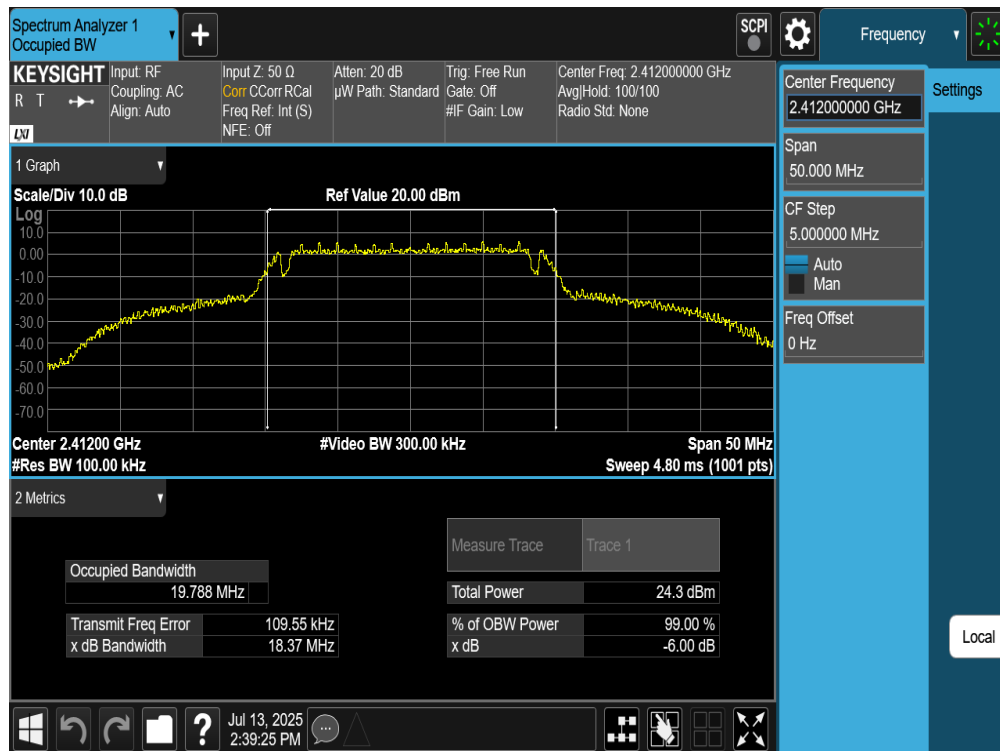 Spectrum Analyzer 1
Occupied BW
+
SCPI
Frequency
KEYSIGHT
R T
LXI
Input: RF
Coupling: AC
Align: Auto
Input Z: 50 Ω
Corr CCorr RCal
Freq Ref: Int (S)
NFE: Off
Atten: 20 dB
µW Path: Standard
Trig: Free Run
Gate: Off
#IF Gain: Low
Center Freq: 2.412000000 GHz
Avg|Hold: 100/100
Radio Std: None
Center Frequency
2.412000000 GHz
Settings
Span
50.000 MHz
CF Step
5.000000 MHz
Auto
Man
Freq Offset
0 Hz
1 Graph
Scale/Div 10.0 dB
Ref Value 20.00 dBm
Log
10.0
0.00
-10.0
-20.0
-30.0
-40.0
-50.0
-60.0
-70.0
Center 2.41200 GHz
#Video BW 300.00 kHz
Span 50 MHz
#Res BW 100.00 kHz
Sweep 4.80 ms (1001 pts)
2 Metrics
Measure Trace Trace 1
Occupied Bandwidth
19.788 MHz
Total Power 24.3 dBm
Transmit Freq Error 109.55 kHz
% of OBW Power 99.00 %
x dB Bandwidth 18.37 MHz
x dB -6.00 dB
Local
?
Jul 13, 2025
2:39:25 PM